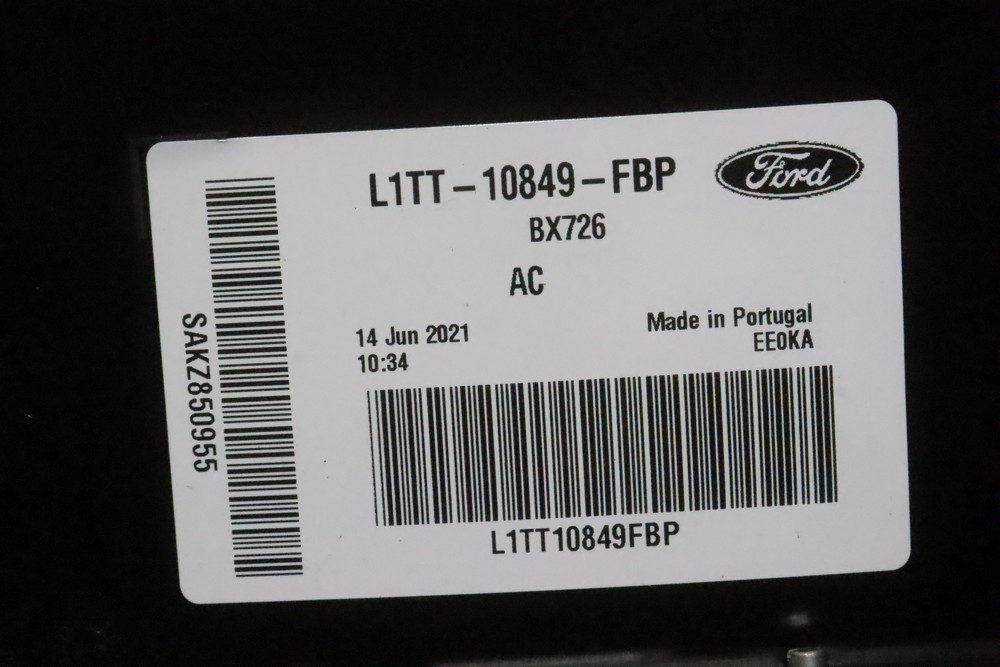 L1TT-10849-FBP
Ford
BX726
AC
14 Jun 2021
10:34
Made in Portugal
EE0KA
SAKZ850955
L1TT10849FBP